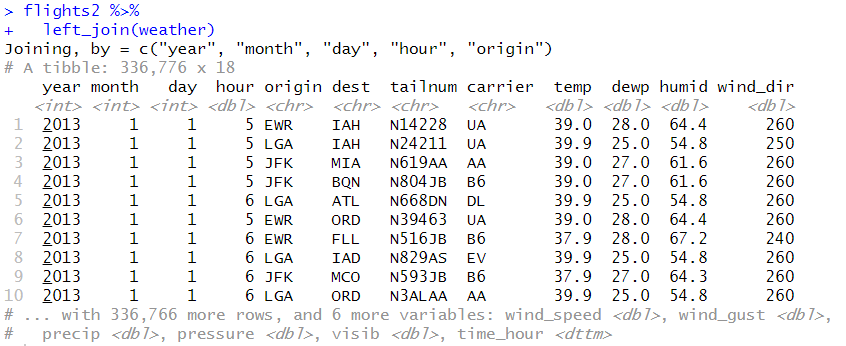 > flights2 %>%
+   left_join(weather)
Joining, by = c("year", "month", "day", "hour", "origin")
# A tibble: 336,776 x 18
year month day hour origin dest tailnum carrier temp dewp humid wind_dir
<int> <int> <int> <dbl> <chr> <chr> <chr> <chr> <dbl> <dbl> <dbl> <dbl>
1 2013 1 1 5 EWR IAH N14228 UA 39.0 28.0 64.4 260
2 2013 1 1 5 LGA IAH N24211 UA 39.9 25.0 54.8 250
3 2013 1 1 5 JFK MIA N619AA AA 39.0 27.0 61.6 260
4 2013 1 1 5 JFK BQN N804JB B6 39.0 27.0 61.6 260
5 2013 1 1 6 LGA ATL N668DN DL 39.9 25.0 54.8 260
6 2013 1 1 5 EWR ORD N39463 UA 39.0 28.0 64.4 260
7 2013 1 1 6 EWR FLL N516JB B6 37.9 28.0 67.2 240
8 2013 1 1 6 LGA IAD N829AS EV 39.9 25.0 54.8 260
9 2013 1 1 6 JFK MCO N593JB B6 37.9 27.0 64.3 260
10 2013 1 1 6 LGA ORD N3ALAA AA 39.9 25.0 54.8 260
# ... with 336,766 more rows, and 6 more variables: wind_speed <dbl>, wind_gust <dbl>,
#   precip <dbl>, pressure <dbl>, visib <dbl>, time_hour <dttm>